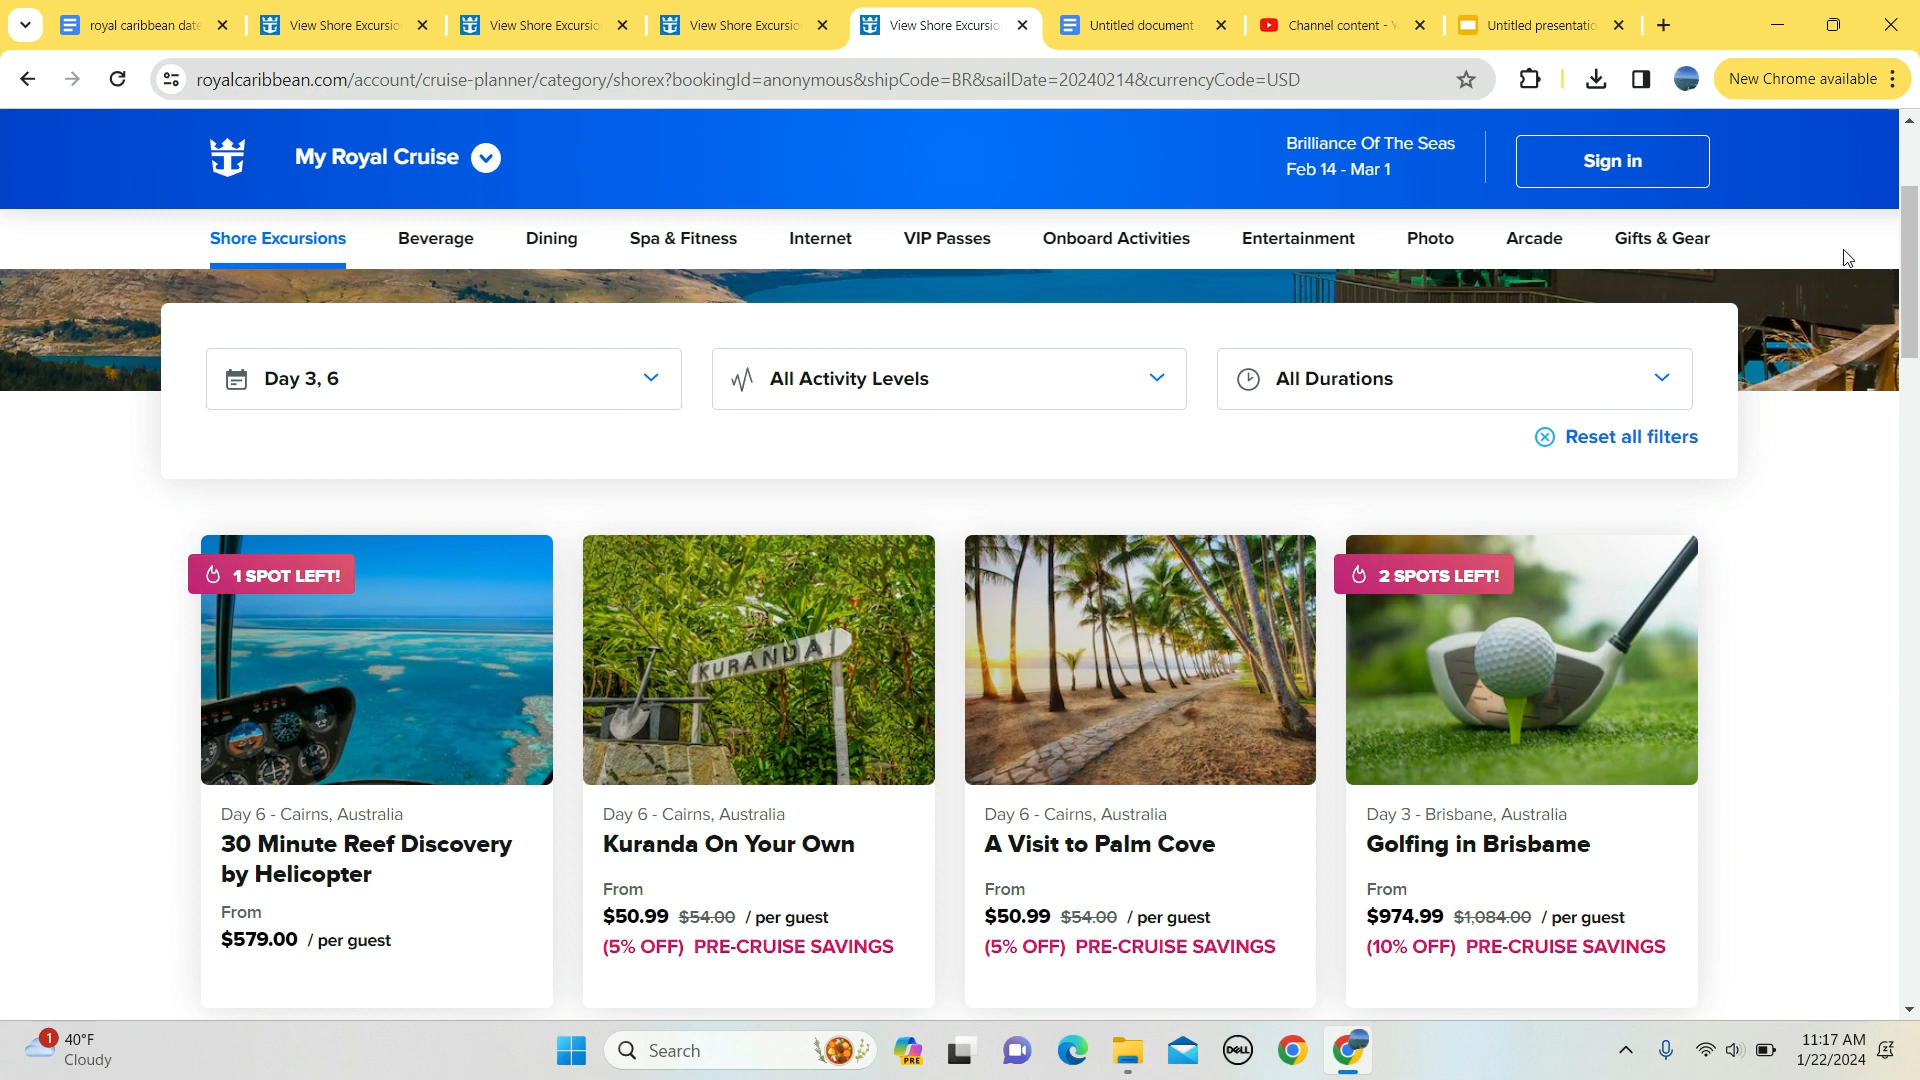 royal caribbean date
View Shore Excursio
View Shore Excursio
View Shore Excursio
View Shore Excursio
Untitled document
Channel content - Y
Untitled presentatio
royalcaribbean.com/account/cruise-planner/category/shorex?bookingId=anonymous&shipCode=BR&sailDate=20240214&currencyCode=USD
New Chrome available
My Royal Cruise
Brilliance Of The Seas
Feb 14 - Mar 1
Sign in
Shore Excursions
Beverage
Dining
Spa & Fitness
Internet
VIP Passes
Onboard Activities
Entertainment
Photo
Arcade
Gifts & Gear
Day 3, 6
All Activity Levels
All Durations
Reset all filters
1 SPOT LEFT!
KURANDA
2 SPOTS LEFT!
Day 6 - Cairns, Australia
30 Minute Reef Discovery
by Helicopter
From
$579.00 / per guest
Day 6 - Cairns, Australia
Kuranda On Your Own
From
$50.99 $54.00 / per guest
(5% OFF) PRE-CRUISE SAVINGS
Day 6 - Cairns, Australia
A Visit to Palm Cove
From
$50.99 $54.00 / per guest
(5% OFF) PRE-CRUISE SAVINGS
Day 3 - Brisbane, Australia
Golfing in Brisbame
From
$974.99 $1,084.00 / per guest
(10% OFF) PRE-CRUISE SAVINGS
1
40°F
Cloudy
Search
PRE
DELL
11:17 AM
1/22/2024